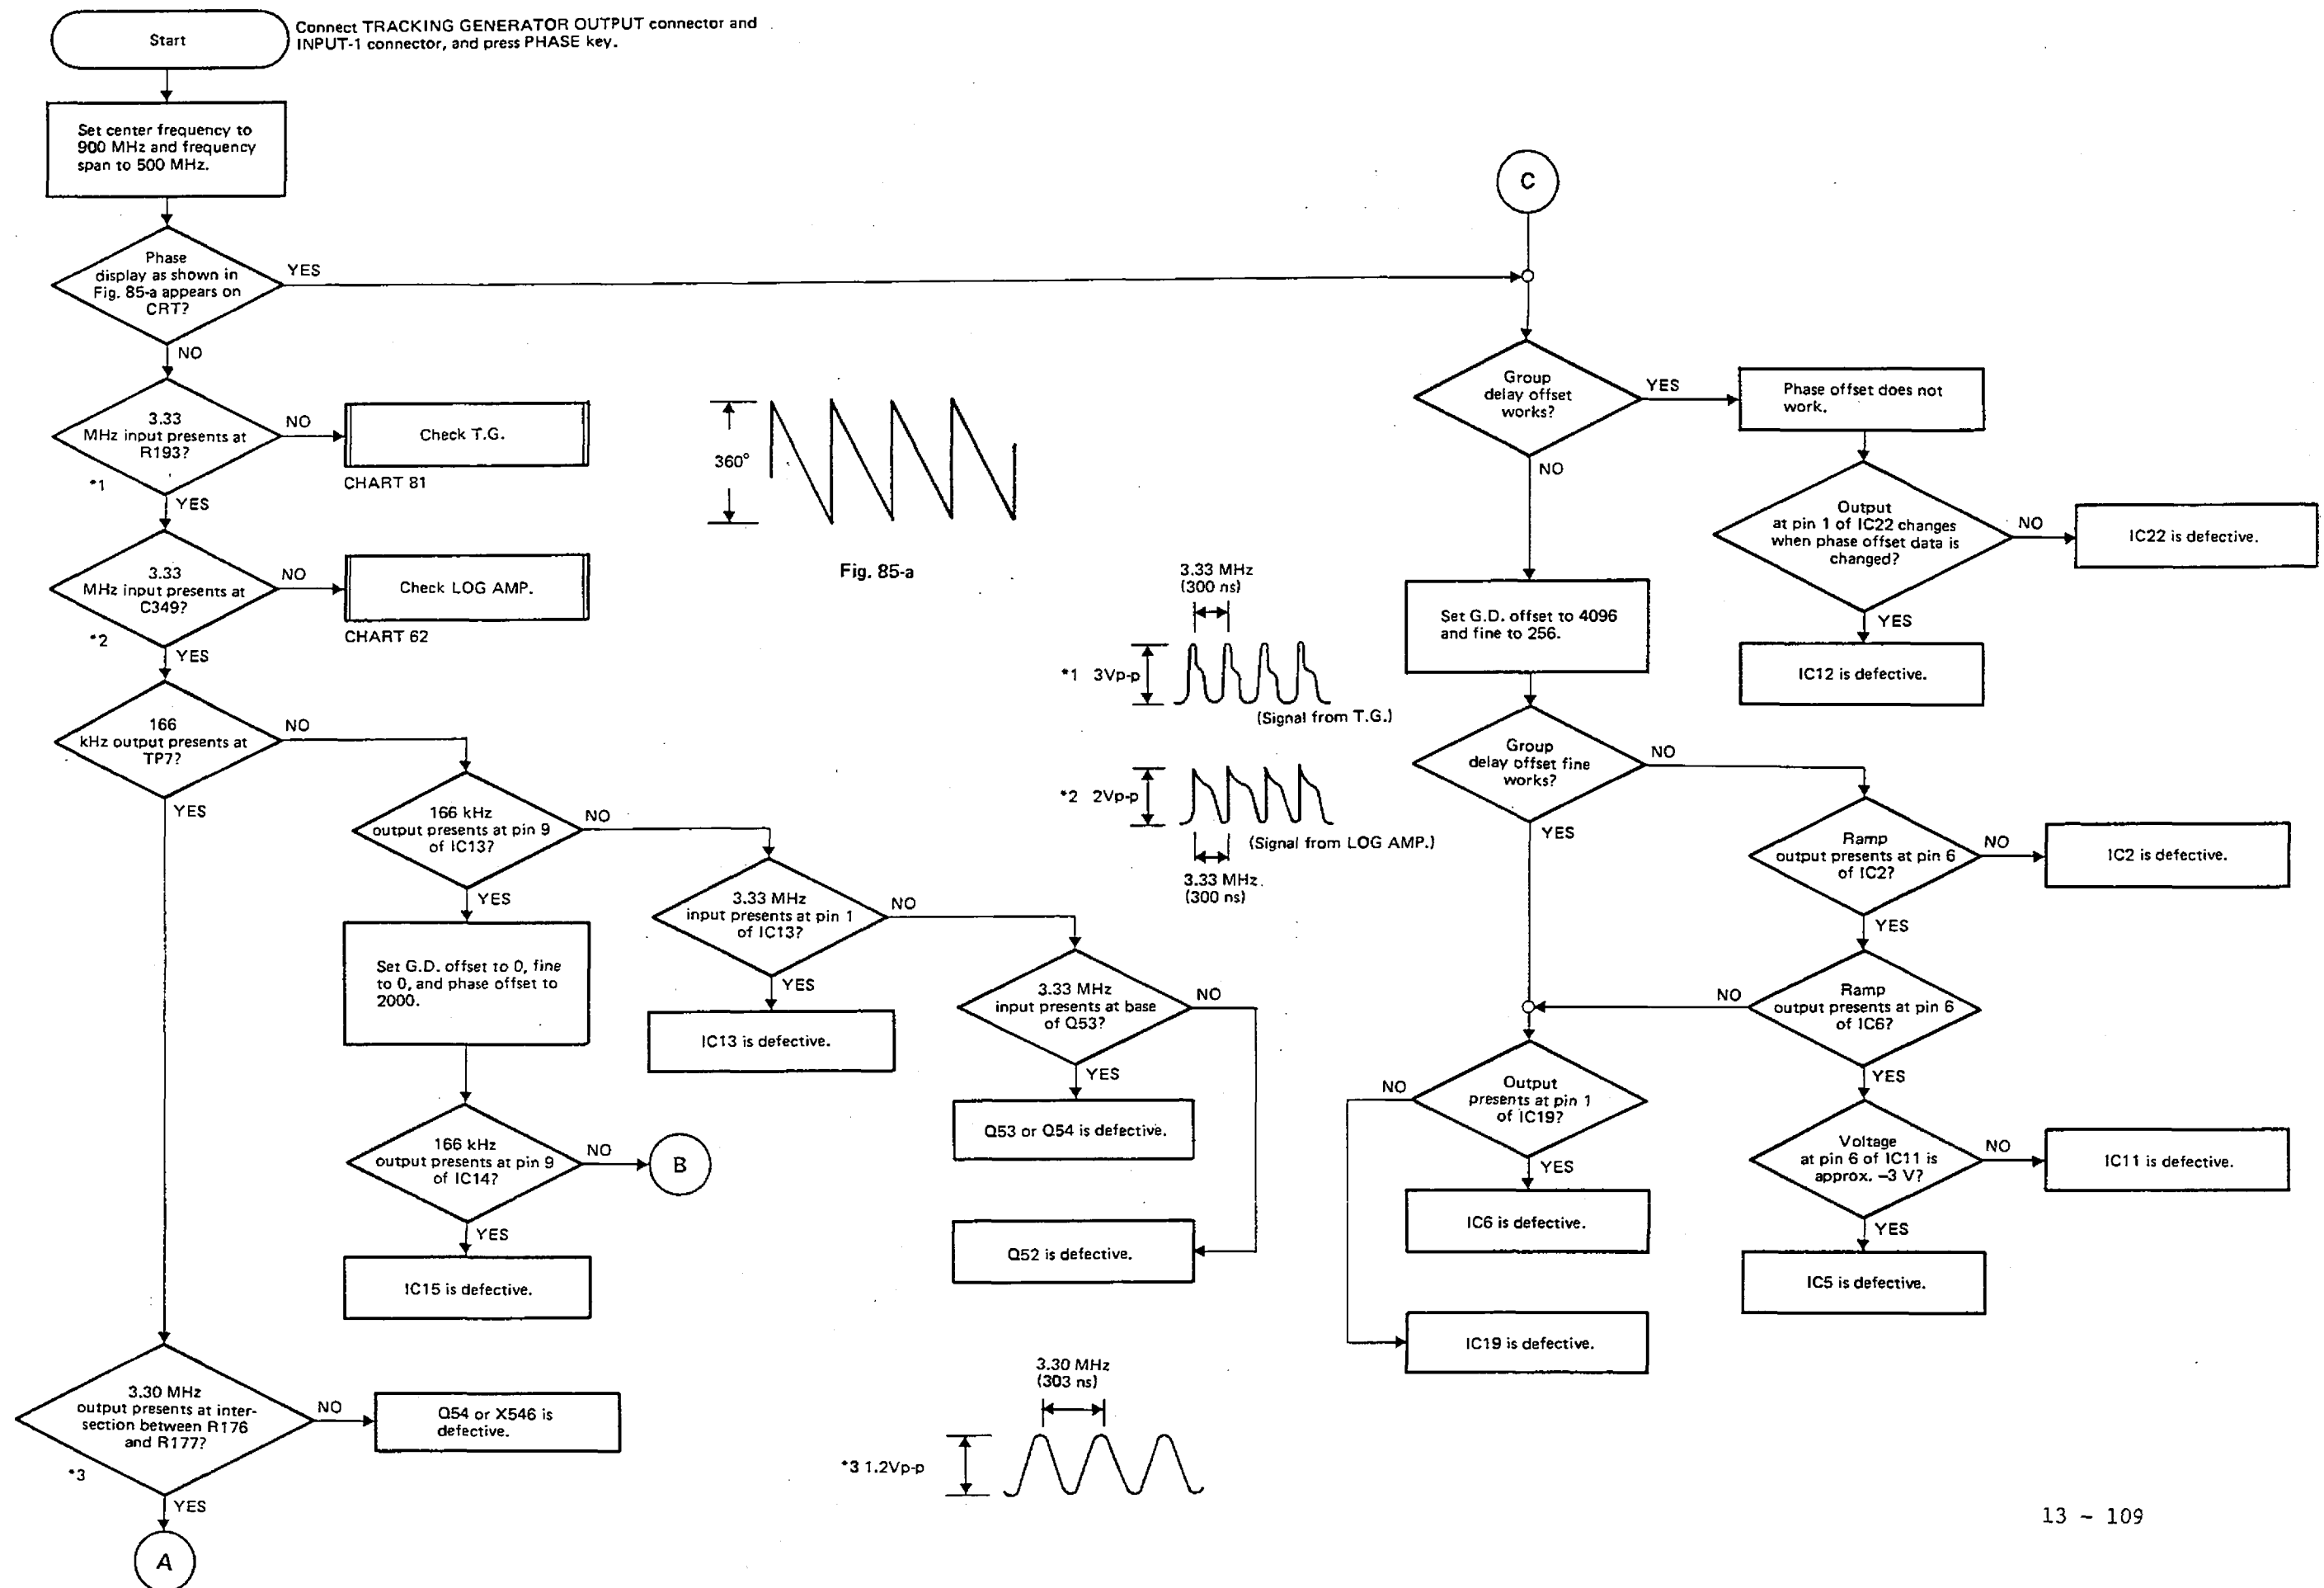 Start
Connect TRACKING GENERATOR OUTPUT connector and
INPUT-1 connector, and press PHASE key.
Set center frequency to
900 MHz and frequency
span to 500 MHz.
Phase
display as shown in
Fig. 85-a appears on
CRT?
YES
NO
3.33
MHz input presents at
R193?
*1
NO
Check T.G.
CHART 81
YES
3.33
MHz input presents at
C349?
*2
NO
Check LOG AMP.
CHART 62
YES
166
kHz output presents at
TP7?
NO
YES
166 kHz
output presents at pin 9
of IC13?
NO
YES
Set G.D. offset to 0, fine
to 0, and phase offset to
2000.
166 kHz
output presents at pin 9
of IC14?
NO
B
YES
IC15 is defective.
3.33 MHz
input presents at pin 1
of IC13?
NO
YES
IC13 is defective.
3.33 MHz
input presents at base
of Q53?
NO
YES
Q53 or Q54 is defective.
Q52 is defective.
3.30 MHz
output presents at inter-
section between R176
and R177?
*3
NO
Q54 or X546 is
defective.
YES
A
360°
Fig. 85-a
3.33 MHz
(300 ns)
*1 3Vp-p
(Signal from T.G.)
*2 2Vp-p
(Signal from LOG AMP.)
3.33 MHz.
(300 ns)
3.30 MHz
(303 ns)
*3 1.2Vp-p
C
Group
delay offset
works?
YES
Phase offset does not
work.
Output
at pin 1 of IC22 changes
when phase offset data is
changed?
NO
IC22 is defective.
YES
IC12 is defective.
NO
Set G.D. offset to 4096
and fine to 256.
Group
delay offset fine
works?
NO
YES
Ramp
output presents at pin 6
of IC2?
NO
IC2 is defective.
YES
Ramp
output presents at pin 6
of IC6?
NO
YES
Voltage
at pin 6 of IC11 is
approx. –3 V?
NO
IC11 is defective.
YES
IC5 is defective.
Output
presents at pin 1
of IC19?
NO
YES
IC6 is defective.
IC19 is defective.
13 - 109